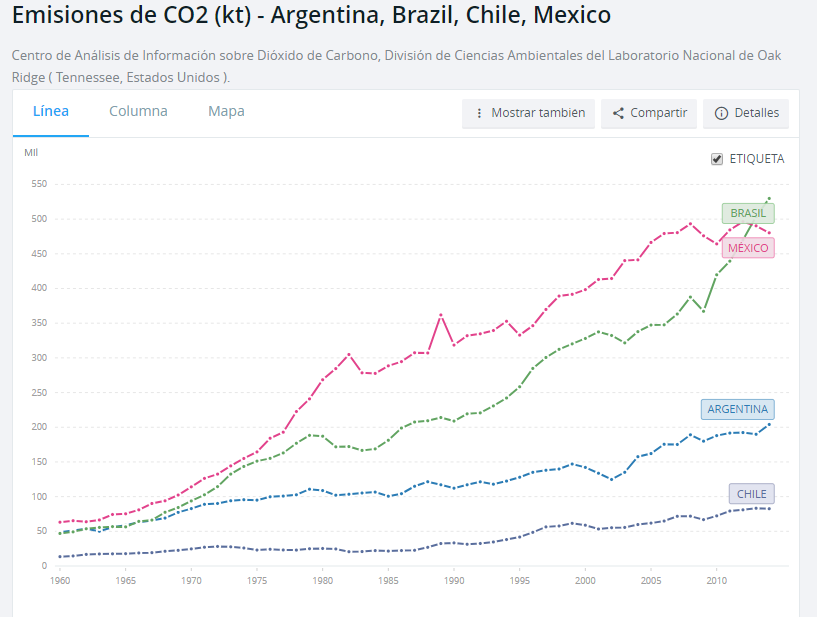 Emisiones de CO2 (kt) - Argentina, Brazil, Chile, Mexico
Centro de Análisis de Información sobre Dióxido de Carbono, División de Ciencias Ambientales del Laboratorio Nacional de Oak
Ridge ( Tennessee, Estados Unidos ).
Línea Columna Mapa Mostrar tambien Compartir Detalles
Mil
ETIQUETA
550
BRASIL
500
MÉXICO
450
400
350
300
250
ARGENTINA
200
150
CHILE
100
50
0
1960 1965 1970 1975 1980 1985 1990 1995 2000 2005 2010